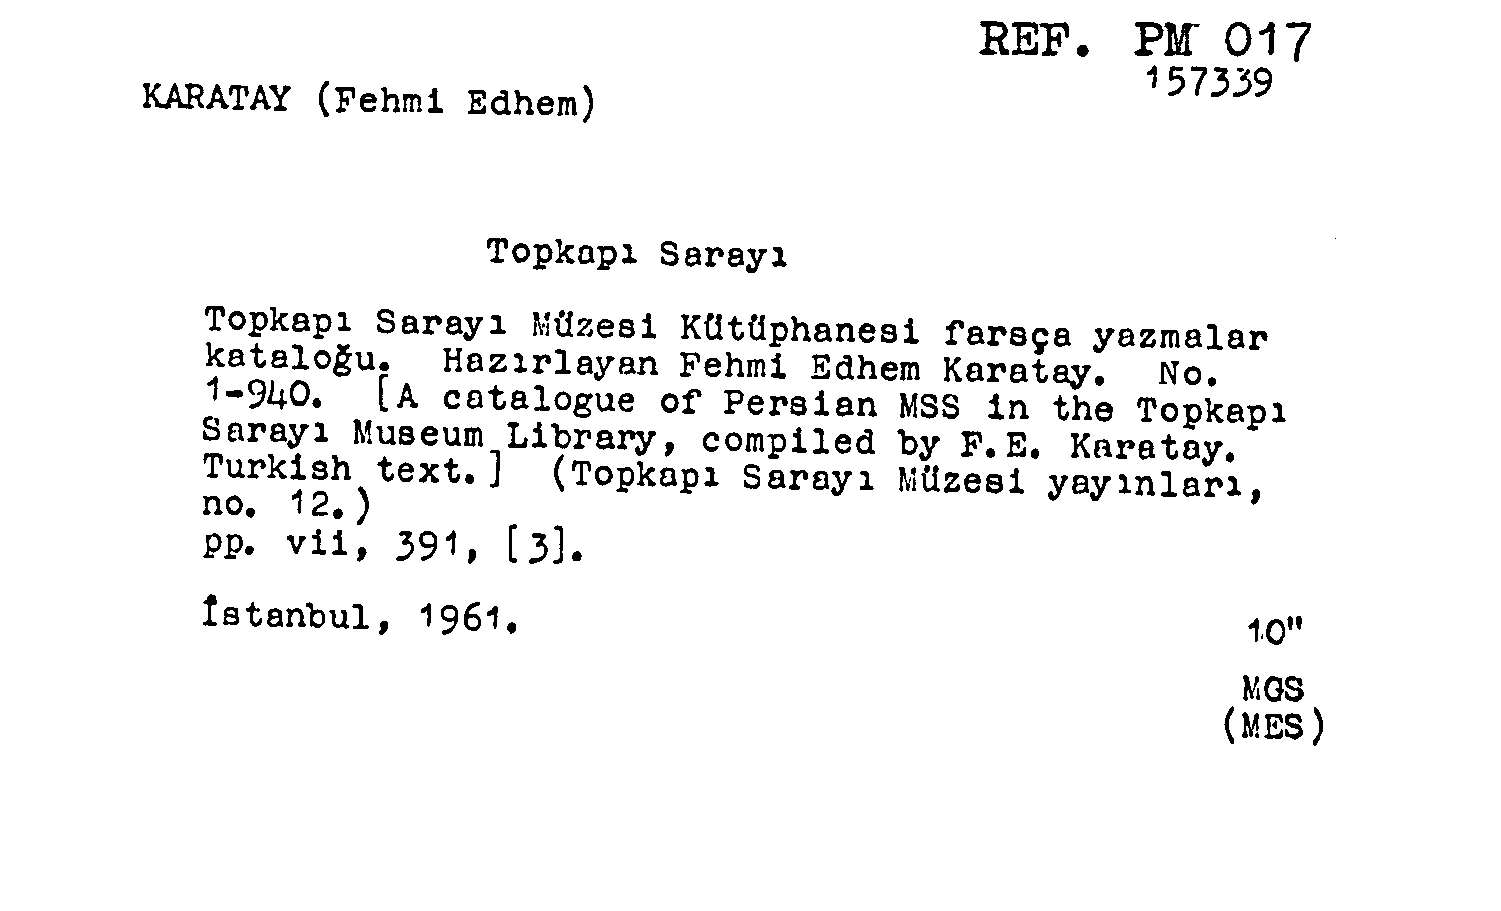 REF. PM 017
157339
KARATAY (Fehmi Edhem)
Topkapı Sarayı
Topkapı Sarayı Müzesi Kütüphanesi farsça yazmalar
kataloğu. Hazırlayan Fehmi Edhem Karatay. No.
1-940. [A catalogue of Persian MSS in the Topkapı
Sarayı Museum Library, compiled by F.E. Karatay.
Turkish text.] (Topkapı Sarayı Müzesi yayınları,
no. 12.)
pp. vii, 391, [3].
İstanbul, 1961.
10"
MGS
(MES)